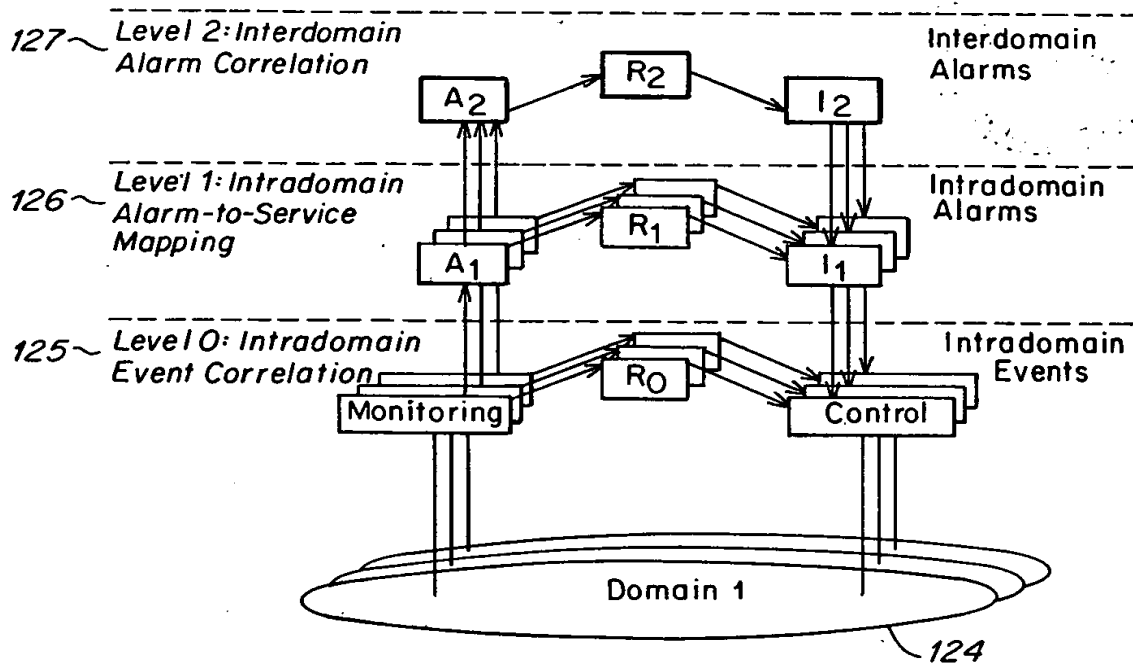 127 Level 2: Interdomain
Alarm Correlation
A2
R2
I2
Interdomain
Alarms
126 Level 1: Intradomain
Alarm-to-Service
Mapping
A1
R1
I1
Intradomain
Alarms
125 Level 0: Intradomain
Event Correlation
Monitoring
R0
Control
Intradomain
Events
Domain 1
124